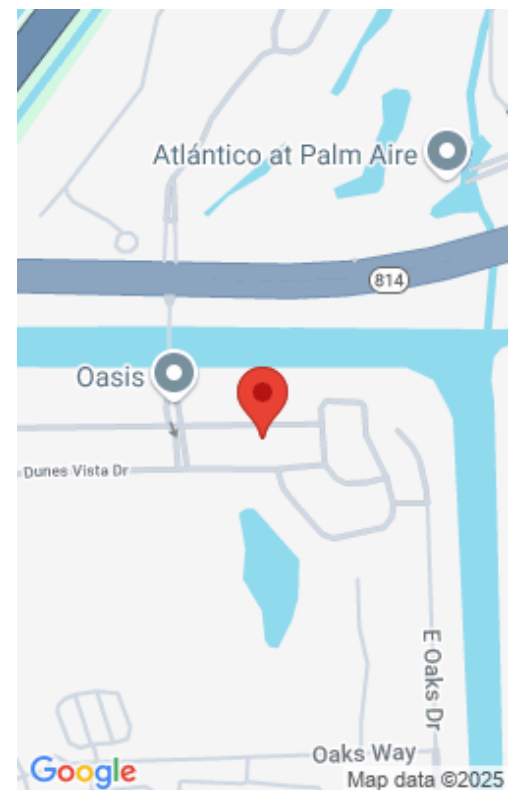 Atlántico at Palm Aire
814
Oasis
Dunes Vista Dr
E Oaks Dr
Oaks Way
Google
Map data ©2025